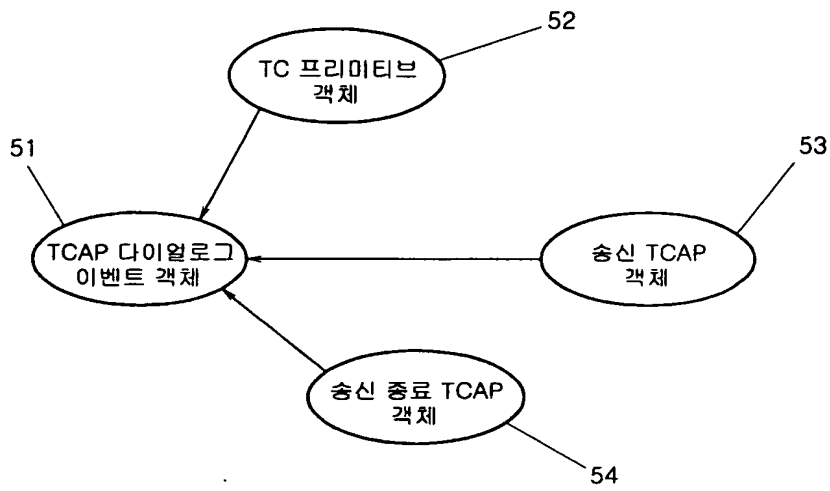 52
TC 프리미티브
객체
51
53
TCAP 다이얼로그
이벤트 객체
송신 TCAP
객체
송신 종료 TCAP
객체
54